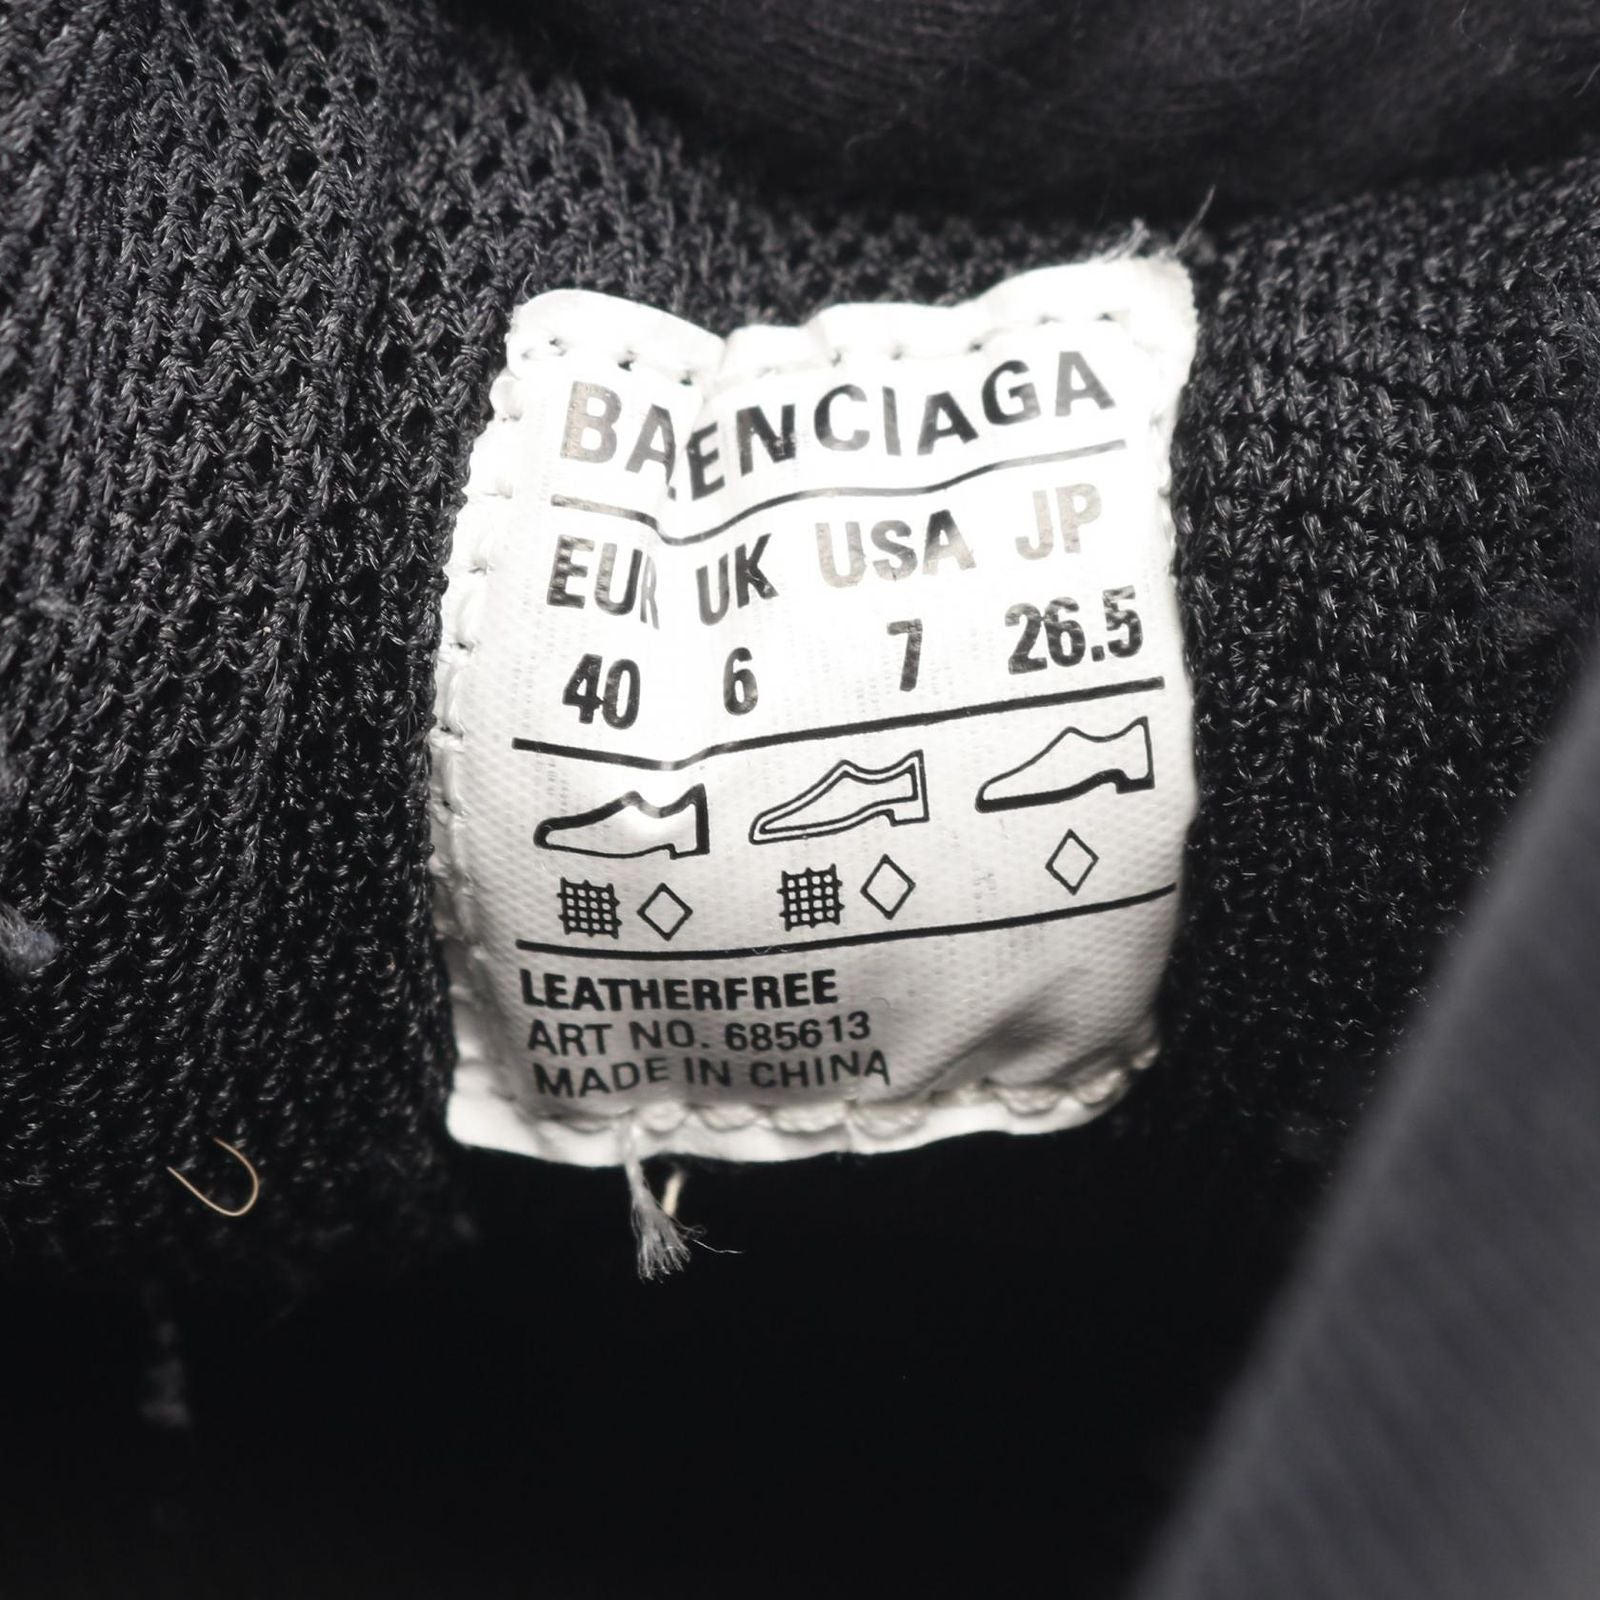 BALENCIAGA
EUR UK USA JP
40 6 7 26.5
LEATHERFREE
ART NO. 685613
MADE IN CHINA